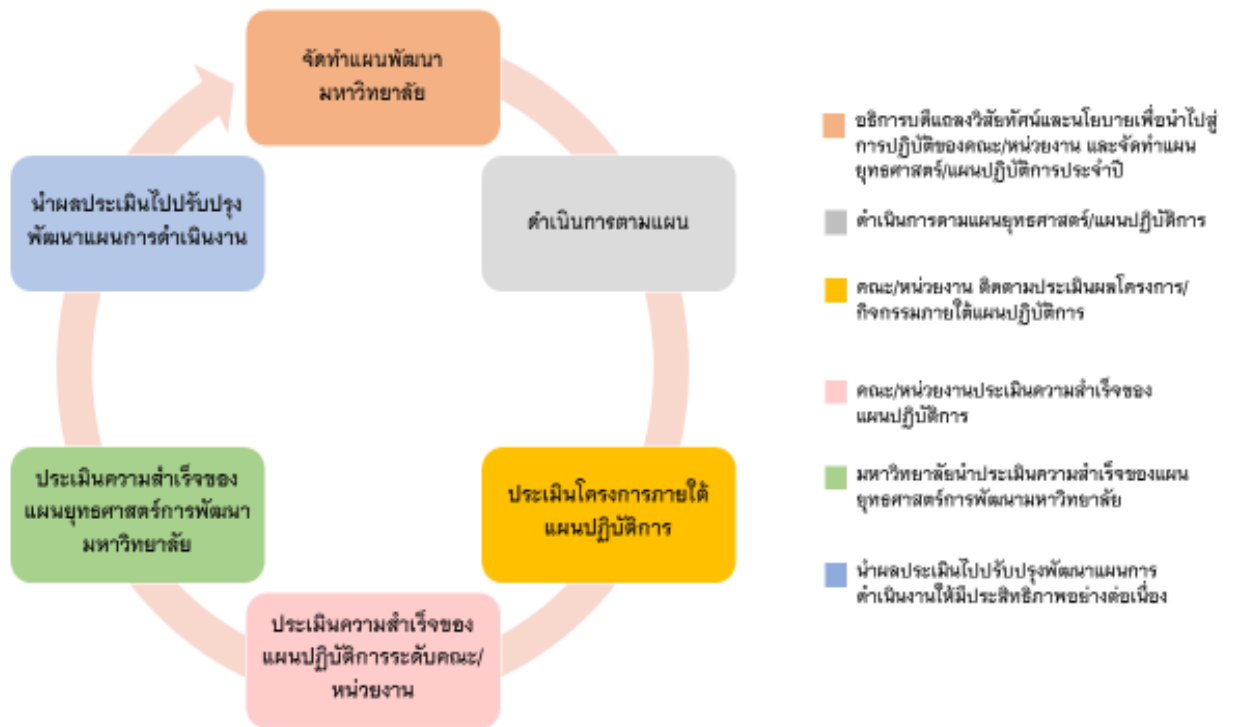 จัดทำแผนพัฒนา
มหาวิทยาลัย
ดำเนินการตามแผน
ประเมินโครงการภายใต้
แผนปฏิบัติการ
ประเมินความสำเร็จของ
แผนปฏิบัติการระดับคณะ/
หน่วยงาน
ประเมินความสำเร็จของ
แผนยุทธศาสตร์การพัฒนา
มหาวิทยาลัย
นำผลประเมินไปปรับปรุง
พัฒนาแผนการดำเนินงาน
อธิการบดีแถลงวิสัยทัศน์และนโยบายเพื่อนำไปสู่
การปฏิบัติของคณะ/หน่วยงาน และจัดทำแผน
ยุทธศาสตร์/แผนปฏิบัติการประจำปี
ดำเนินการตามแผนยุทธศาสตร์/แผนปฏิบัติการ
คณะ/หน่วยงาน ติดตามประเมินผลโครงการ/
กิจกรรมภายใต้แผนปฏิบัติการ
คณะ/หน่วยงานประเมินความสำเร็จของ
แผนปฏิบัติการ
มหาวิทยาลัยนำประเมินความสำเร็จของแผน
ยุทธศาสตร์การพัฒนามหาวิทยาลัย
นำผลประเมินไปปรับปรุงพัฒนาแผนการ
ดำเนินงานให้มีประสิทธิภาพอย่างต่อเนื่อง